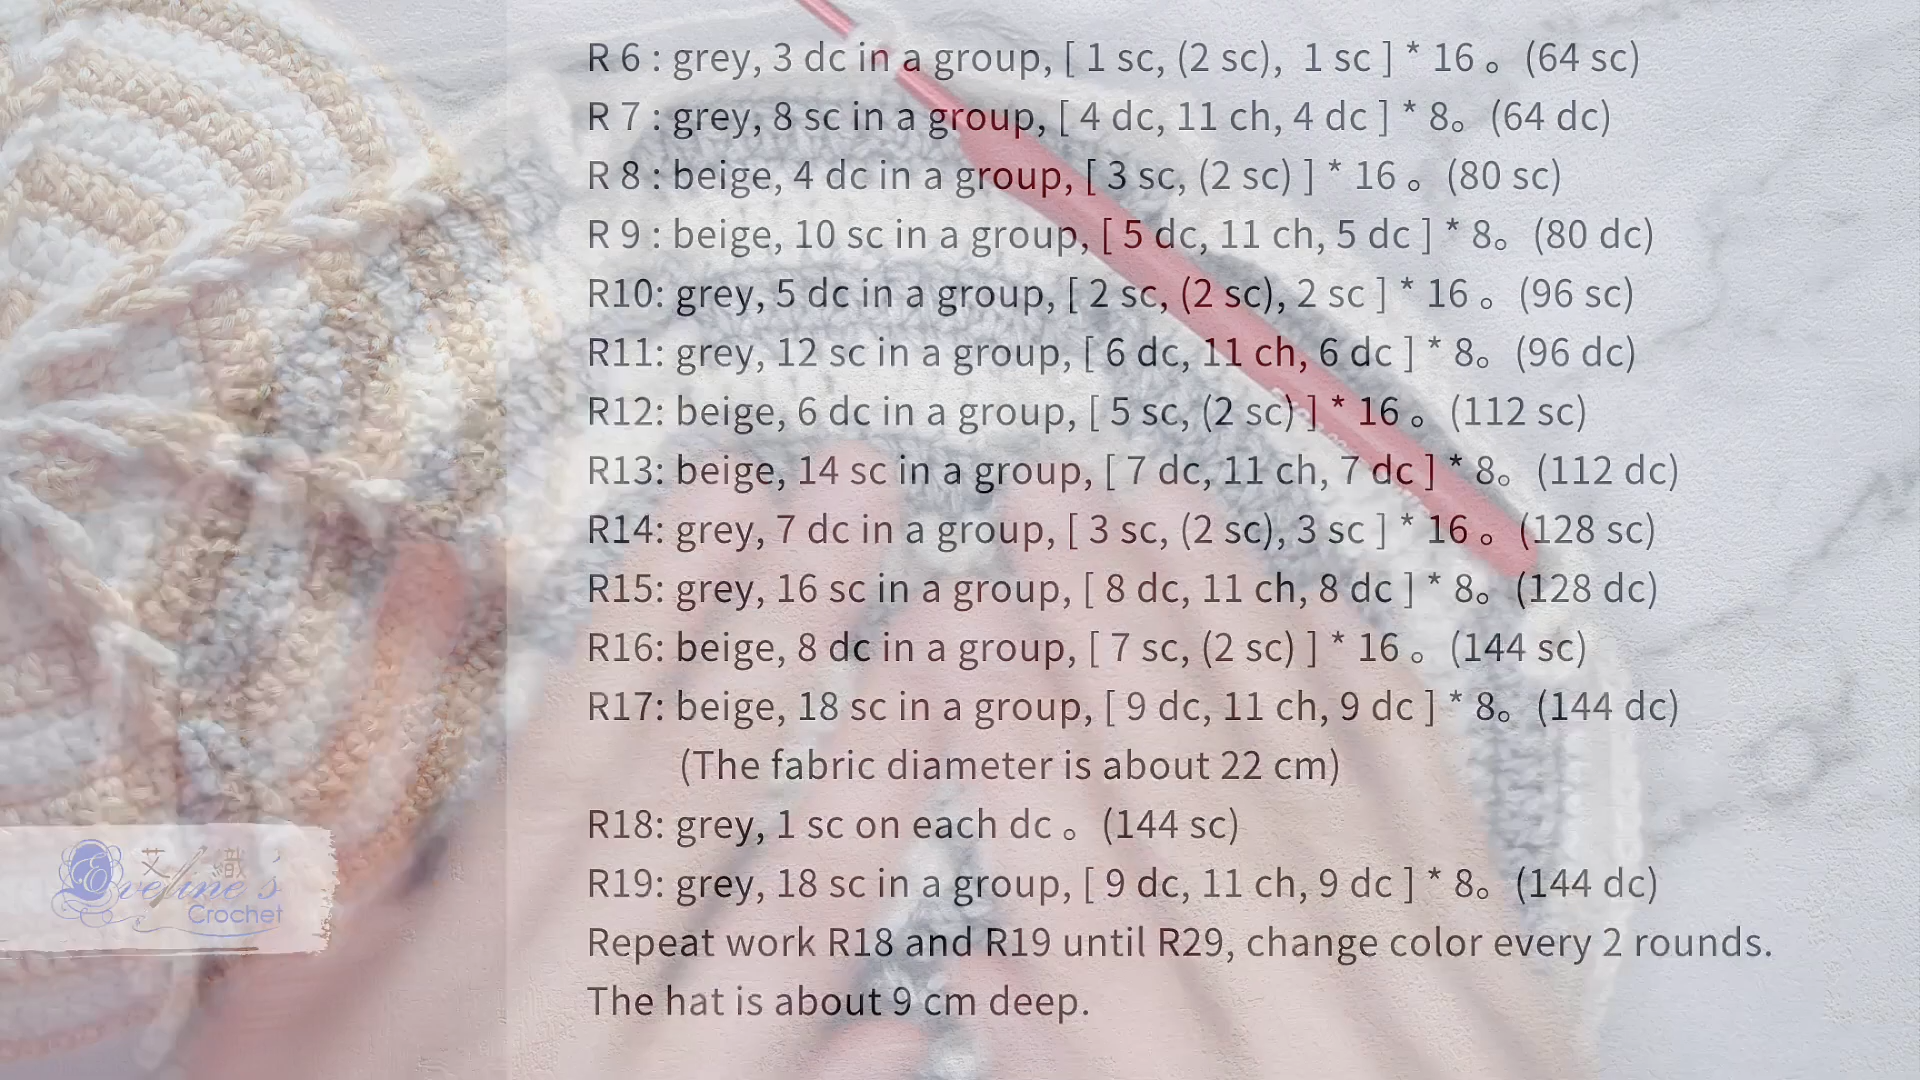 R 6 : grey, 3 dc in a group, [ 1 sc, (2 sc), 1 sc ] * 16 。 (64 sc)
R 7 : grey, 8 sc in a group, [ 4 dc, 11 ch, 4 dc ] * 8。 (64 dc)
R 8 : beige, 4 dc in a group, [ 3 sc, (2 sc) ] * 16 。 (80 sc)
R 9 : beige, 10 sc in a group, [ 5 dc, 11 ch, 5 dc ] * 8。 (80 dc)
R10: grey, 5 dc in a group, [ 2 sc, (2 sc), 2 sc ] * 16 。 (96 sc)
R11: grey, 12 sc in a group, [ 6 dc, 11 ch, 6 dc ] * 8。 (96 dc)
R12: beige, 6 dc in a group, [ 5 sc, (2 sc) ] * 16 。 (112 sc)
R13: beige, 14 sc in a group, [ 7 dc, 11 ch, 7 dc ] * 8。 (112 dc)
R14: grey, 7 dc in a group, [ 3 sc, (2 sc), 3 sc ] * 16 。 (128 sc)
R15: grey, 16 sc in a group, [ 8 dc, 11 ch, 8 dc ] * 8。 (128 dc)
R16: beige, 8 dc in a group, [ 7 sc, (2 sc) ] * 16 。 (144 sc)
R17: beige, 18 sc in a group, [ 9 dc, 11 ch, 9 dc ] * 8。 (144 dc)
(The fabric diameter is about 22 cm)
R18: grey, 1 sc on each dc 。 (144 sc)
R19: grey, 18 sc in a group, [ 9 dc, 11 ch, 9 dc ] * 8。 (144 dc)
Repeat work R18 and R19 until R29, change color every 2 rounds.
The hat is about 9 cm deep.
艾 織
Eveline's
Crochet